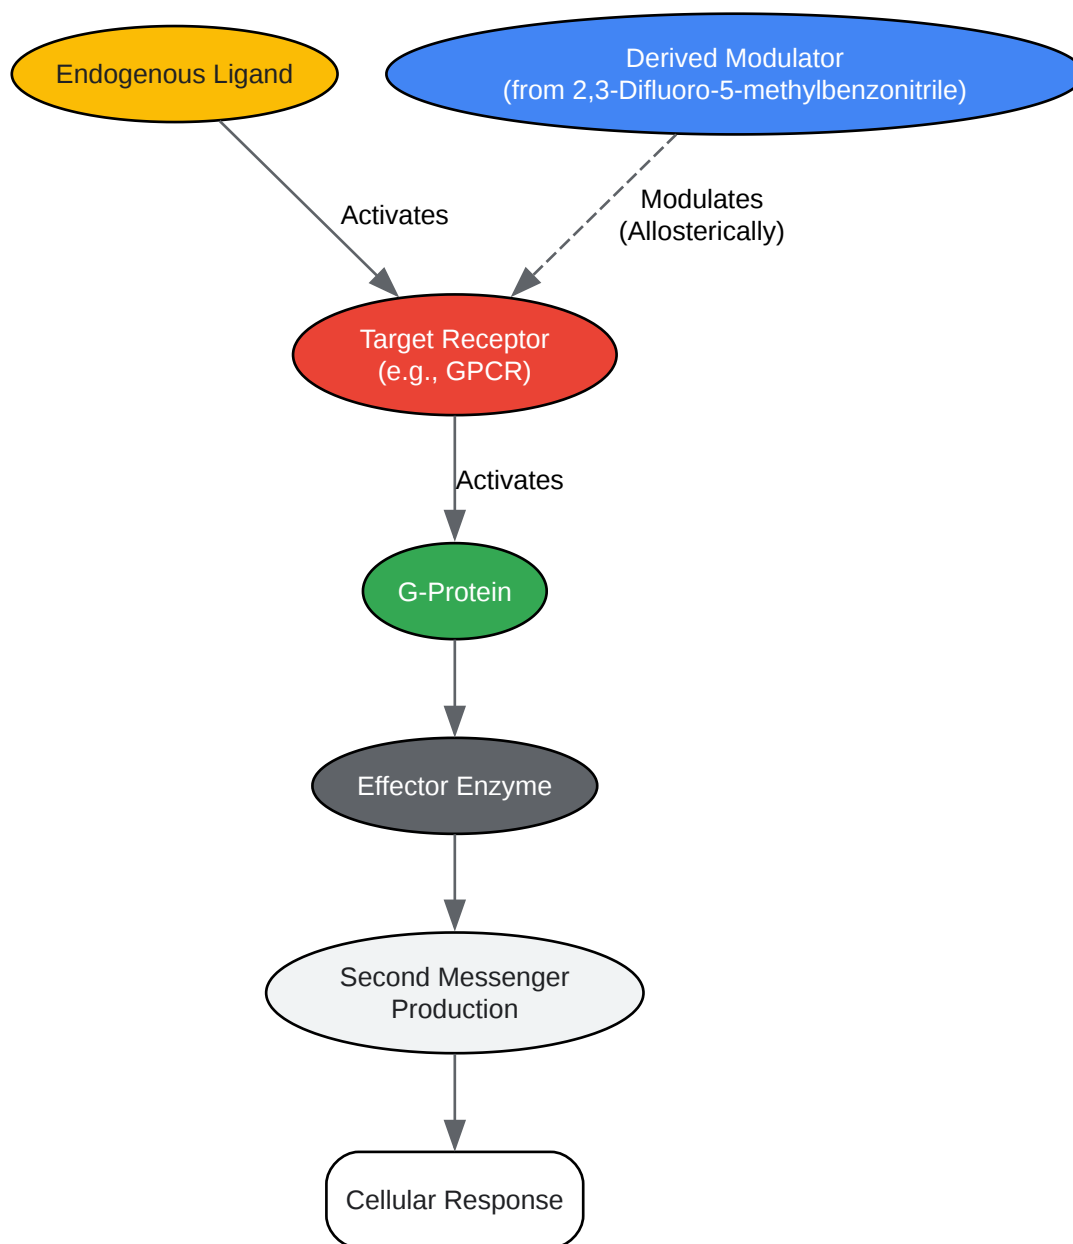 Endogenous Ligand
Derived Modulator
(from 2,3-Difluoro-5-methylbenzonitrile)
Activates
Modulates
(Allosterically)
Target Receptor
(e.g., GPCR)
Activates
G-Protein
Effector Enzyme
Second Messenger
Production
Cellular Response